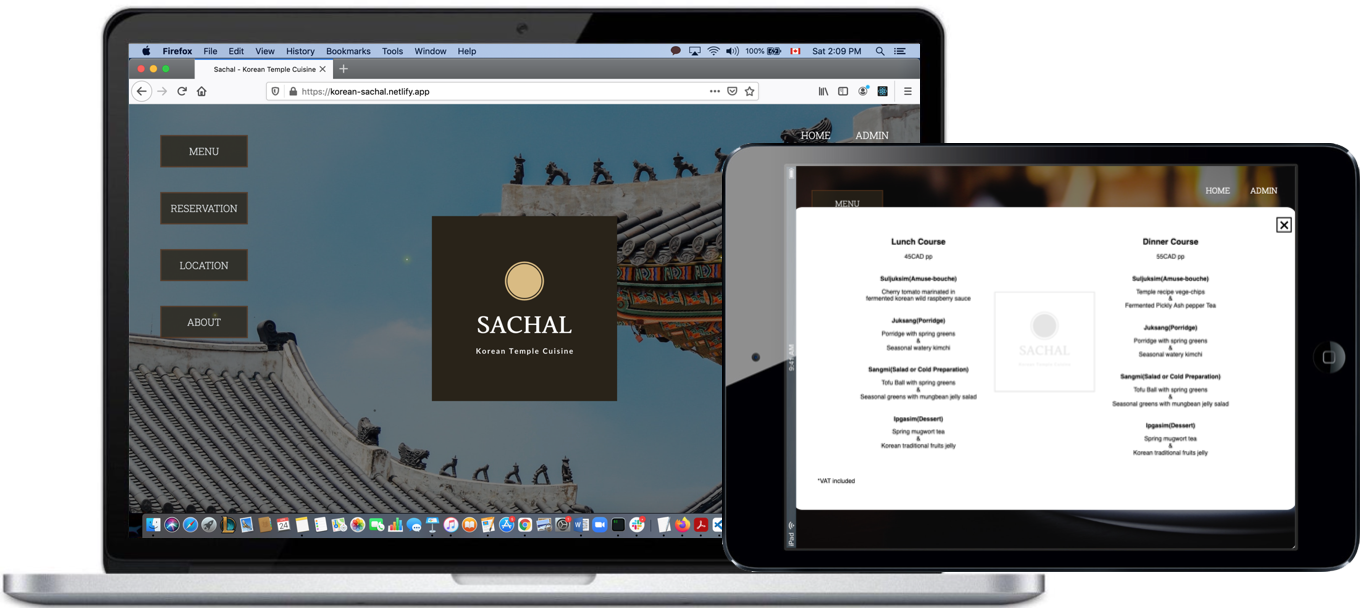 Firefox File Edit View History Bookmarks Tools Window Help 100% Sat 2:09 PM
Sachal - Korean Temple Cuisine
https://korean-sachal.netlify.app
HOME ADMIN
MENU
RESERVATION
LOCATION
ABOUT
SACHAL
Korean Temple Cuisine
24
iPad
9:41 AM
HOME ADMIN
MENU
Lunch Course
45CAD pp
Suljuksim(Amuse-bouche)
Cherry tomato marinated in
fermented korean wild raspberry sauce
Juksang(Porridge)
Porridge with spring greens
&
Seasonal watery kimchi
Sangmi(Salad or Cold Preparation)
Tofu Ball with spring greens
&
Seasonal greens with mungbean jelly salad
Ipgasim(Dessert)
Spring mugwort tea
&
Korean traditional fruits jelly
SACHAL
Dinner Course
55CAD pp
Suljuksim(Amuse-bouche)
Temple recipe vege-chips
&
Fermented Pickly Ash pepper Tea
Juksang(Porridge)
Porridge with spring greens
&
Seasonal watery kimchi
Sangmi(Salad or Cold Preparation)
Tofu Ball with spring greens
&
Seasonal greens with mungbean jelly salad
Ipgasim(Dessert)
Spring mugwort tea
&
Korean traditional fruits jelly
*VAT included